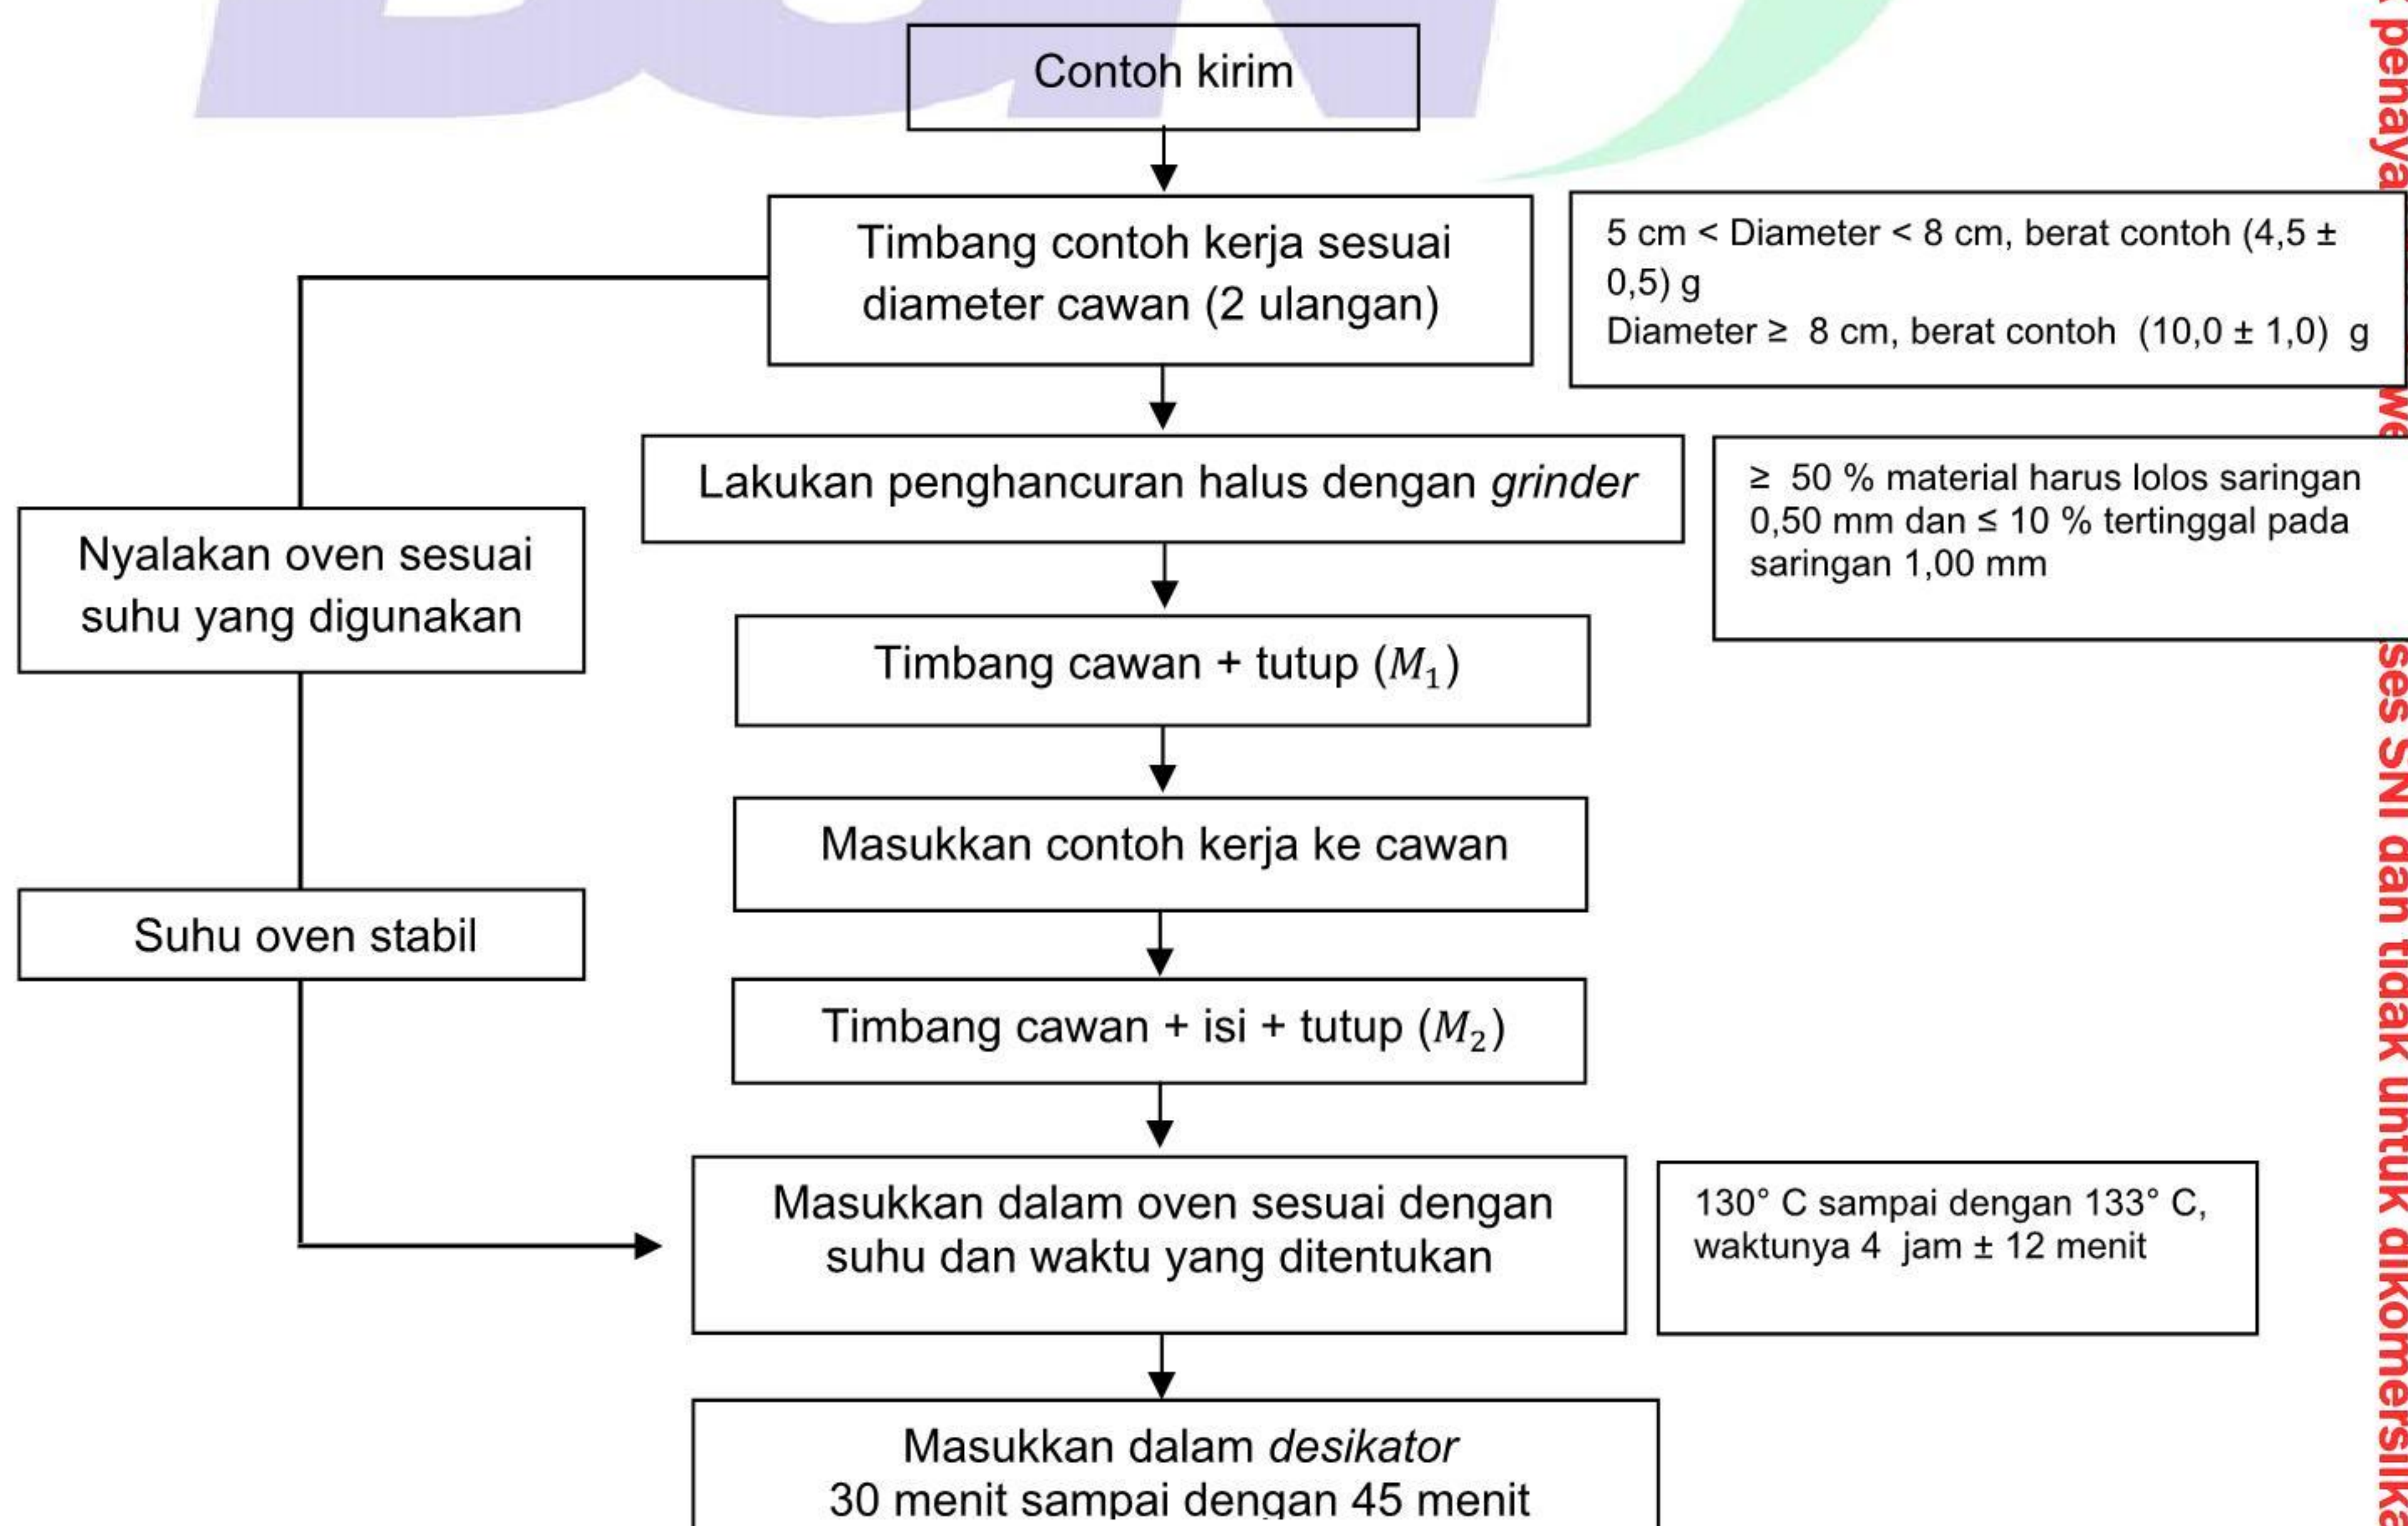 Contoh kirim
Timbang contoh kerja sesuai
diameter cawan (2 ulangan)
5 cm < Diameter < 8 cm, berat contoh (4,5 ±
0,5) g
Diameter ≥ 8 cm, berat contoh (10,0 ± 1,0) g
Lakukan penghancuran halus dengan grinder
≥ 50 % material harus lolos saringan
0,50 mm dan ≤ 10 % tertinggal pada
saringan 1,00 mm
Nyalakan oven sesuai
suhu yang digunakan
Timbang cawan + tutup (M₁)
Masukkan contoh kerja ke cawan
Suhu oven stabil
Timbang cawan + isi + tutup (M₂)
Masukkan dalam oven sesuai dengan
suhu dan waktu yang ditentukan
130° C sampai dengan 133° C,
waktunya 4 jam ± 12 menit
Masukkan dalam desikator
30 menit sampai dengan 45 menit
SNI dan tidak untuk